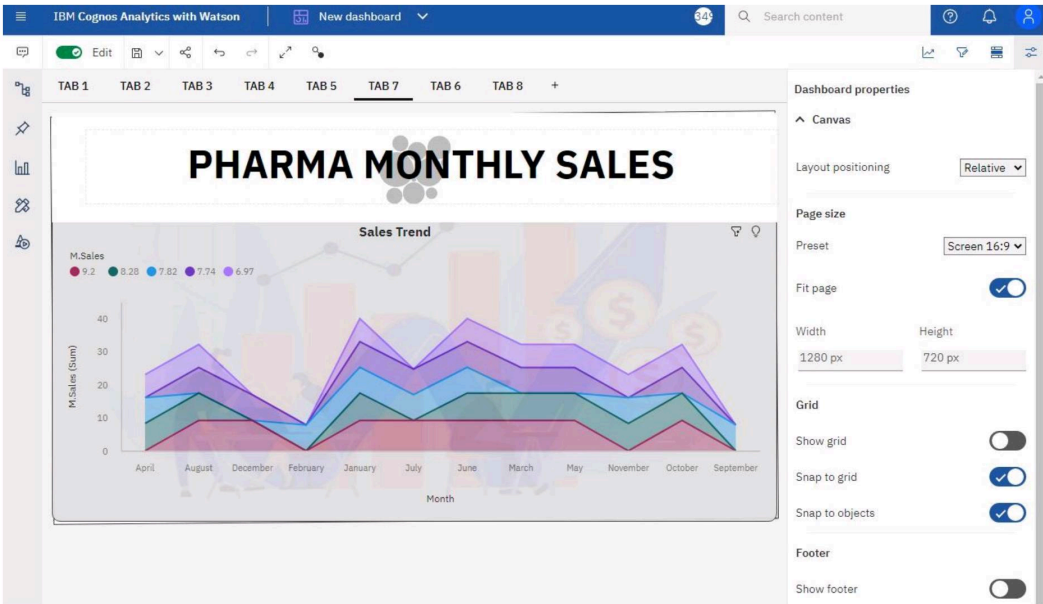 IBM Cognos Analytics with Watson
New dashboard
349
Search content
Edit
TAB 1 TAB 2 TAB 3 TAB 4 TAB 5 TAB 7 TAB 6 TAB 8 +
PHARMA MONTHLY SALES
Sales Trend
M.Sales
9.2 8.28 7.82 7.74 6.97
M.Sales (Sum)
40
30
20
10
0
April August December February January July June March May November October September
Month
Dashboard properties
Canvas
Layout positioning Relative
Page size
Preset Screen 16:9
Fit page
Width Height
1280 px 720 px
Grid
Show grid
Snap to grid
Snap to objects
Footer
Show footer